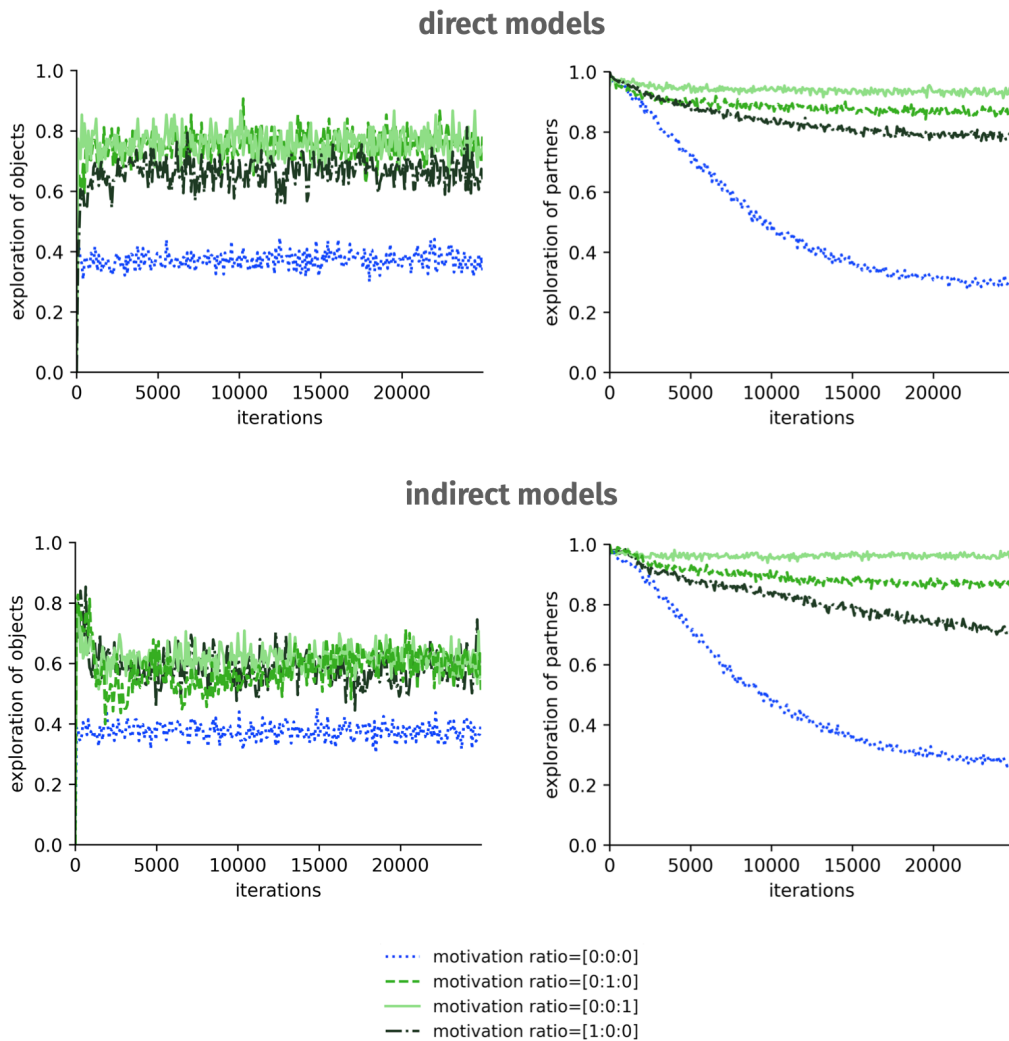 direct models
exploration of objects
1.0
0.8
0.6
0.4
0.2
0.0
0 5000 10000 15000 20000
iterations
exploration of partners
1.0
0.8
0.6
0.4
0.2
0.0
0 5000 10000 15000 20000
iterations
indirect models
exploration of objects
1.0
0.8
0.6
0.4
0.2
0.0
0 5000 10000 15000 20000
iterations
exploration of partners
1.0
0.8
0.6
0.4
0.2
0.0
0 5000 10000 15000 20000
iterations
motivation ratio=[0:0:0]
motivation ratio=[0:1:0]
motivation ratio=[0:0:1]
motivation ratio=[1:0:0]